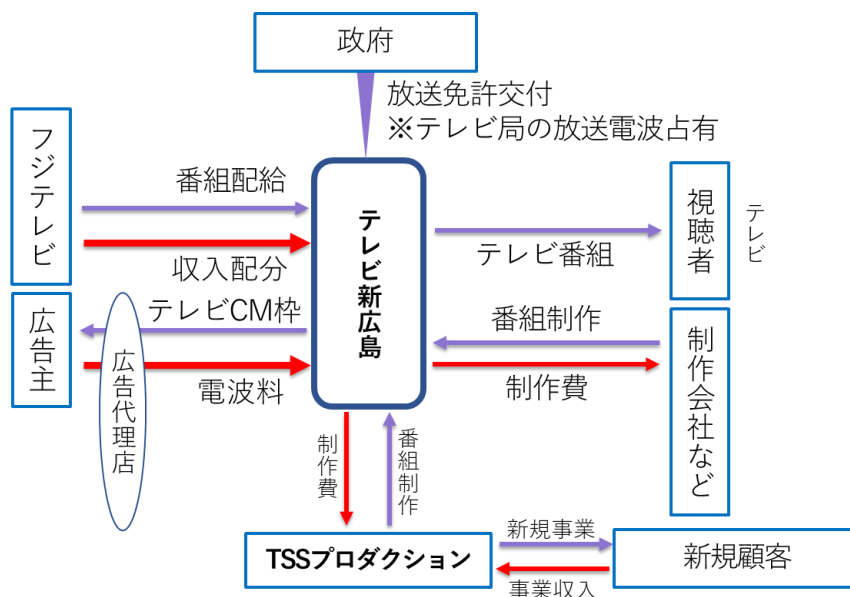 政府
放送免許交付
※テレビ局の放送電波占有
フジテレビ
番組配給
収入配分
テレビ新広島
テレビ番組
視聴者
テレビ
広告主
広告代理店
テレビCM枠
電波料
番組制作
制作費
制作会社など
制作費
番組制作
TSSプロダクション
新規事業
事業収入
新規顧客